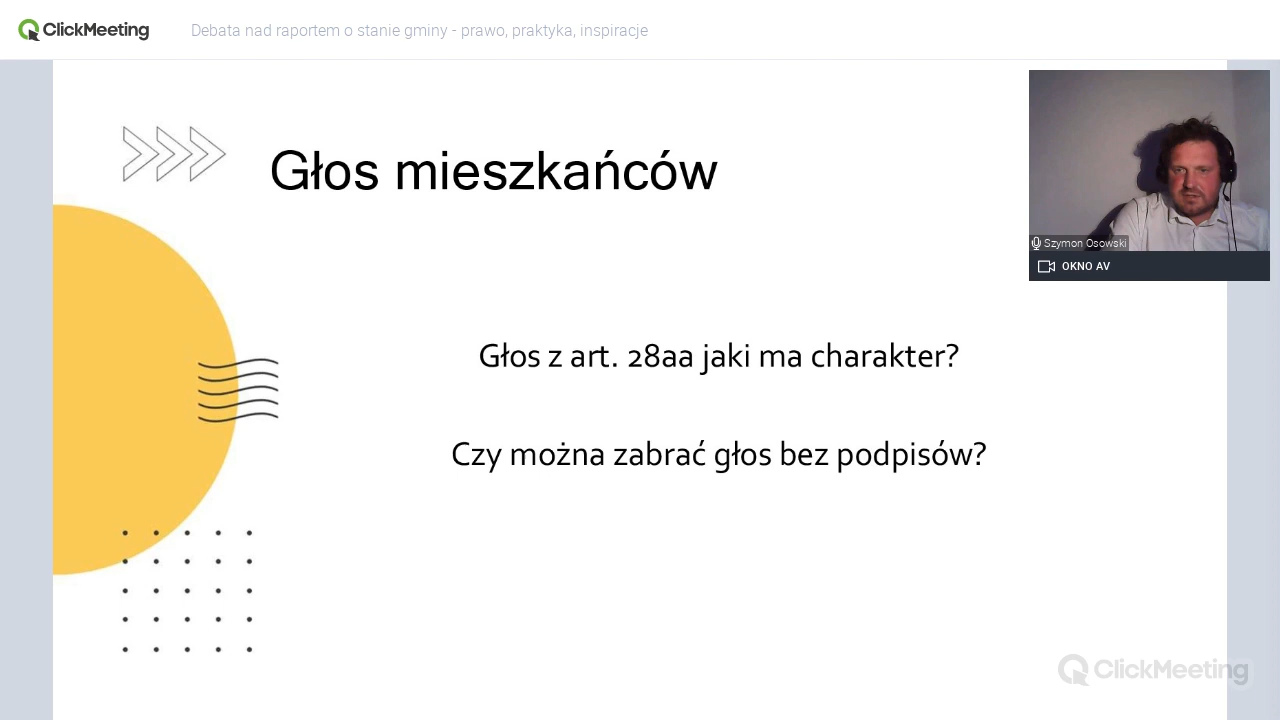 ClickMeeting
Debata nad raportem o stanie gminy - prawo, praktyka, inspiracje
Głos mieszkańców
Szymon Osowski
OKNO AV
Głos z art. 28aa jaki ma charakter?
Czy można zabrać głos bez podpisów?
ClickMeeting